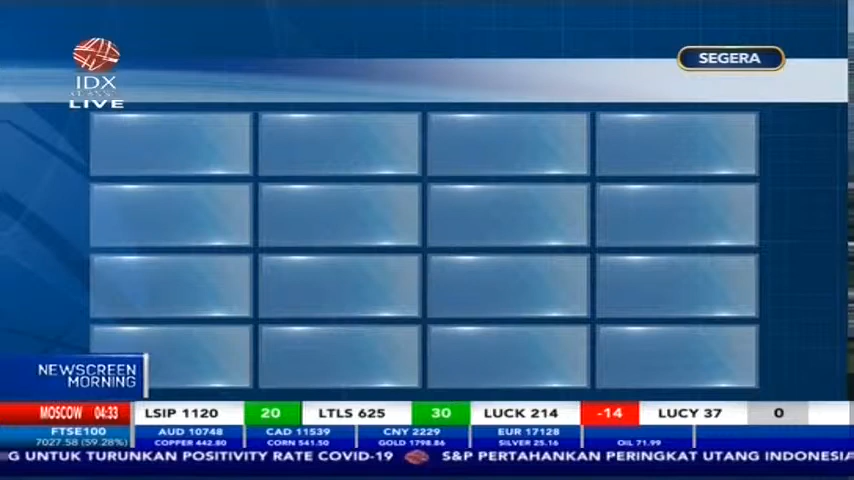 IDX
LIVE
SEGERA
NEWSCREEN
MORNING
MOSCOW 04:33
LSIP 1120 20 LTLS 625 30 LUCK 214 -14 LUCY 37 0
FTSE100
7027.58 (59.28%)
AUD 10748 CAD 11539 CNY 2229 EUR 17128
COPPER 442.80 CORN 541.50 GOLD 1798.86 SILVER 25.16 OIL 71.99
G UNTUK TURUNKAN POSITIVITY RATE COVID-19 S&P PERTAHANKAN PERINGKAT UTANG INDONESIA